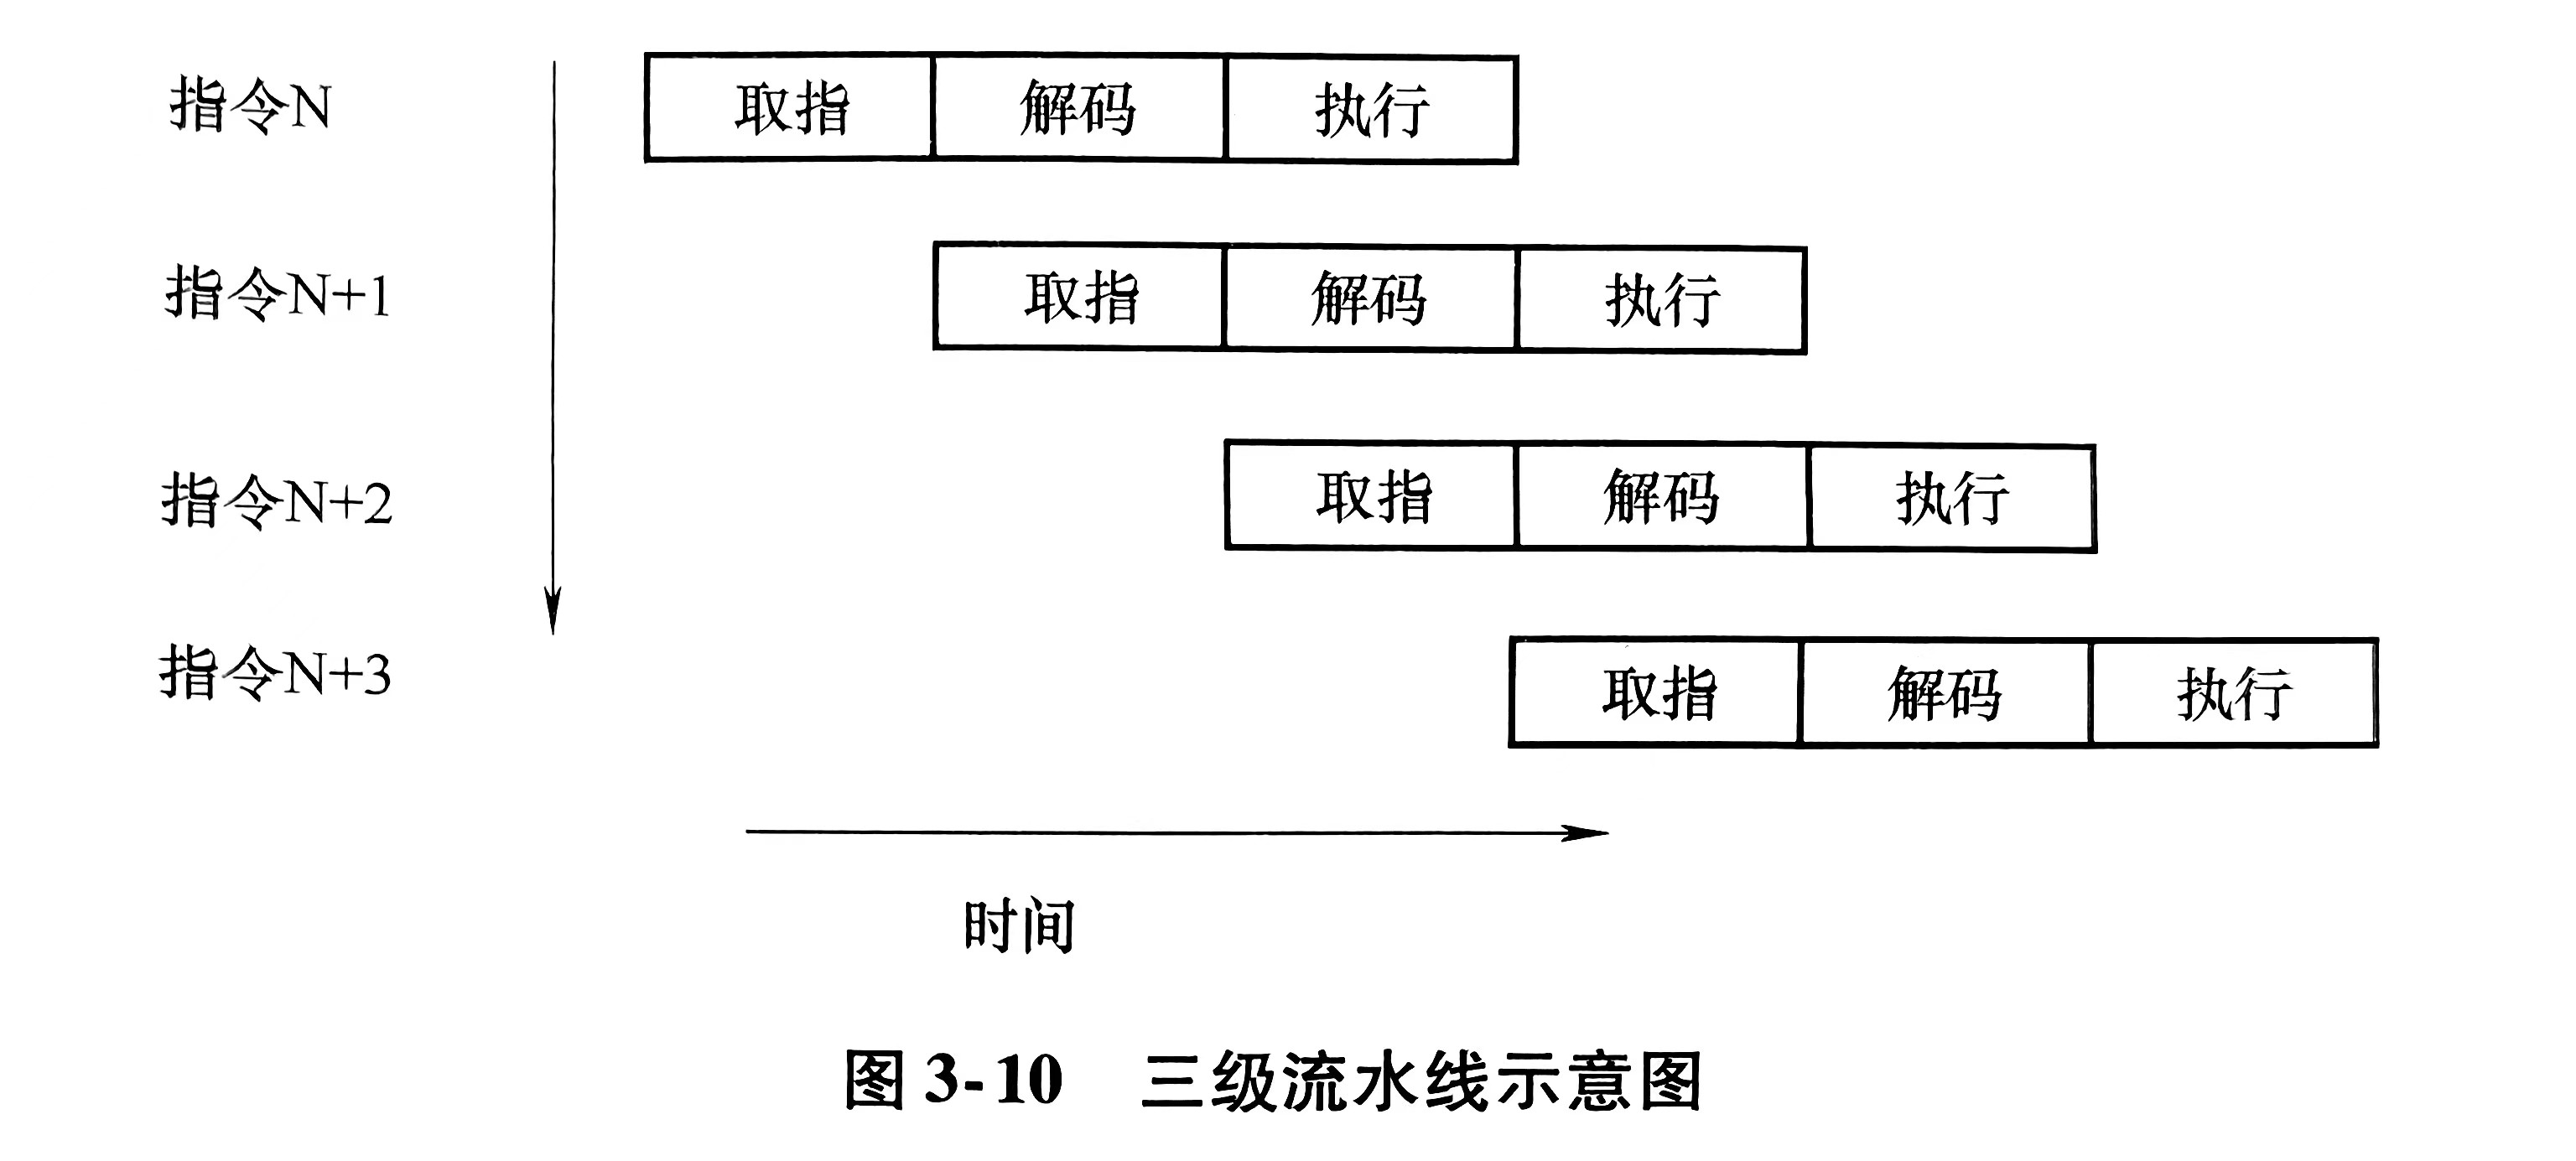 指令N 取指 解码 执行
指令N+1 取指 解码 执行
指令N+2 取指 解码 执行
指令N+3 取指 解码 执行
时间
图 3-10 三级流水线示意图